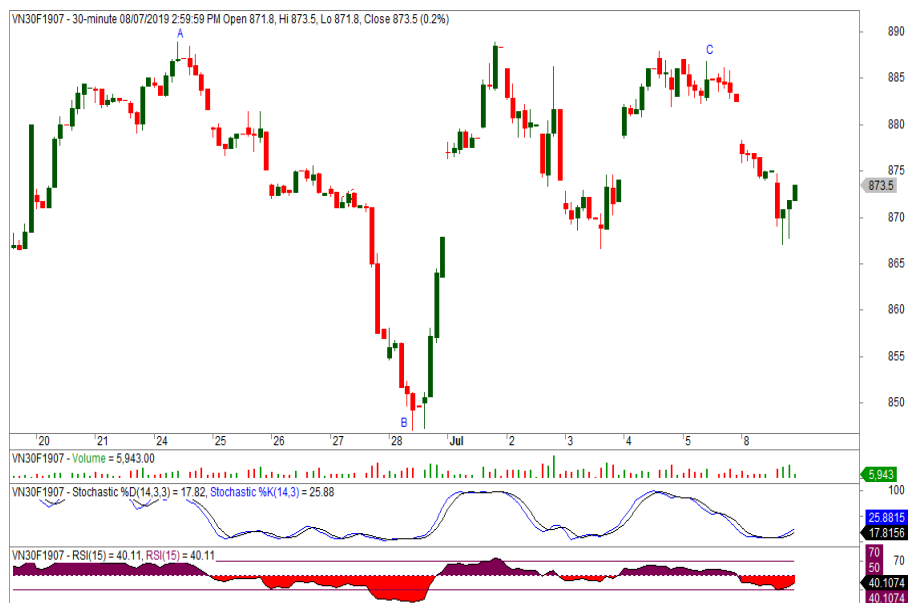 VN30F1907 - 30-minute 08/07/2019 2:59:59 PM Open 871.8, Hi 873.5, Lo 871.8, Close 873.5 (0.2%)
890
A
C
885
880
875
873.5
870
865
860
855
850
B
20 21 22 24 25 26 27 28 Jul 2 3 4 5 8
VN30F1907 - Volume = 5,943.00
5,943
VN30F1907 - Stochastic %D(14,3,3) = 17.82, Stochastic %K(14,3) = 25.88
100
25.8815
17.8156
VN30F1907 - RSI(15) = 40.11, RSI(15) = 40.11
70 70
50
40.1074
40.1074